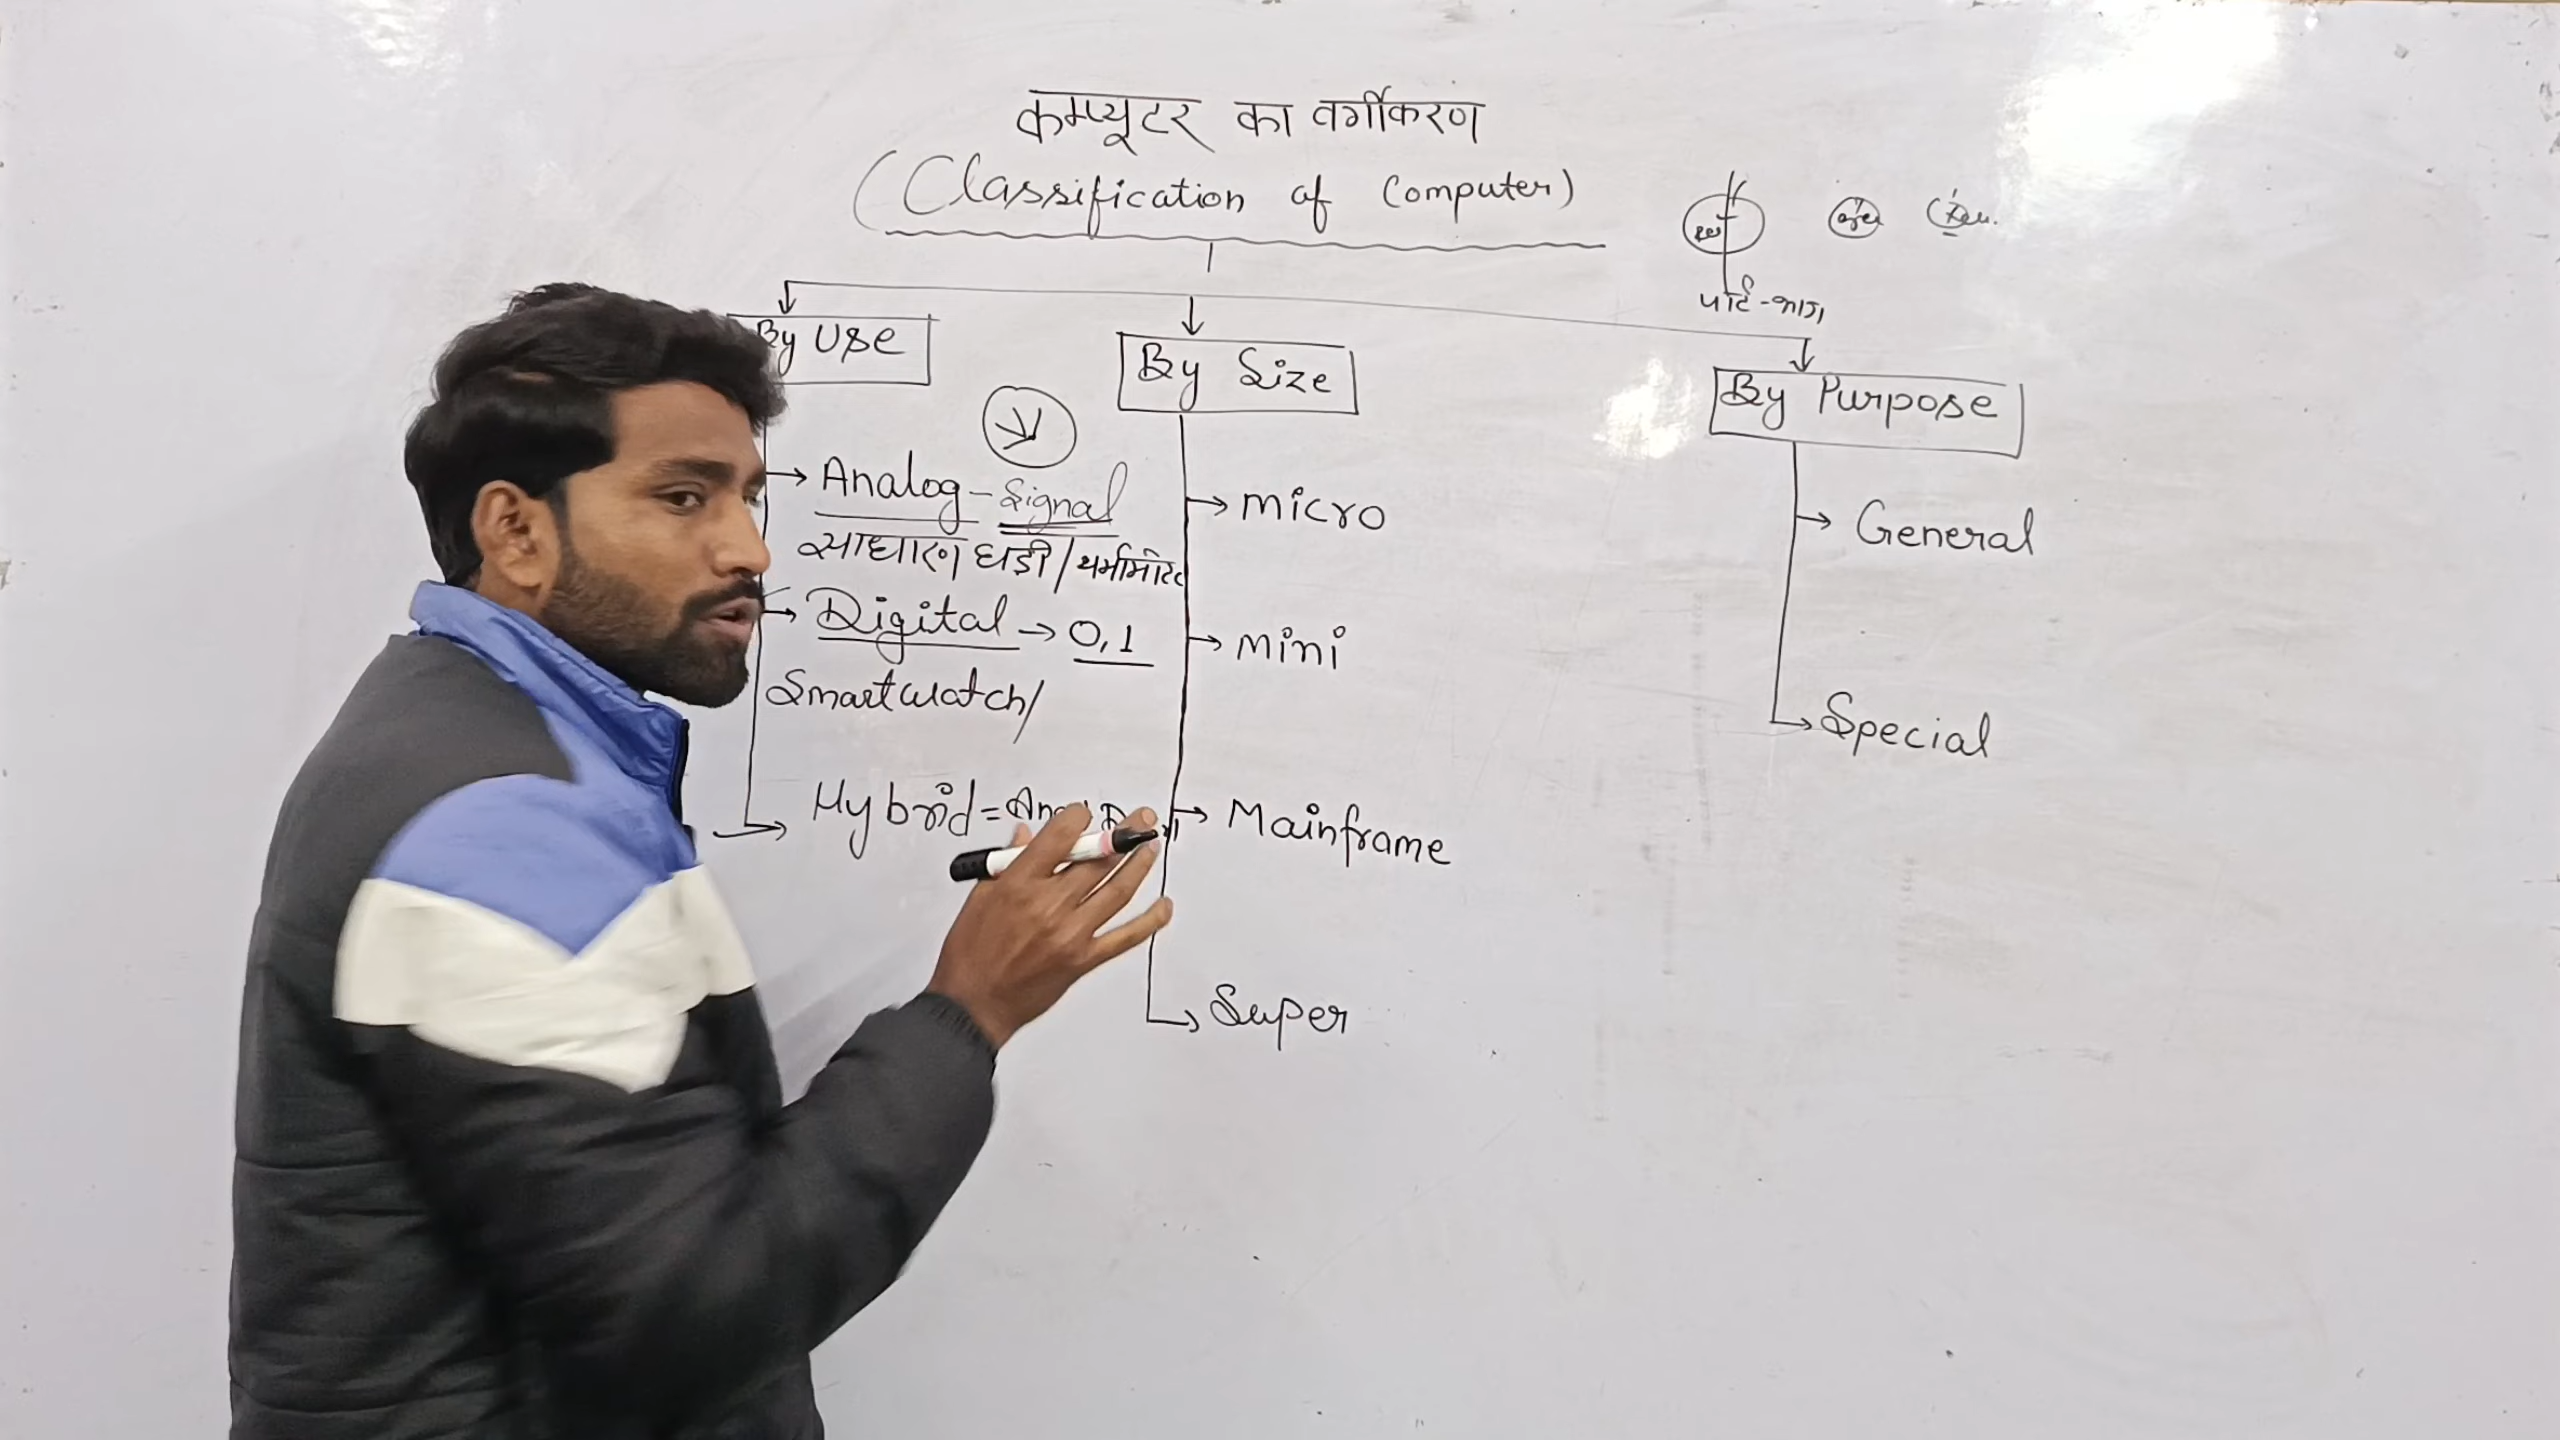 कम्प्यूटर का वर्गीकरण
(Classification of Computer)
पार्ट-भाग
By Use
By Size
By Purpose
Analog - Signal
साधारण घड़ी / थर्मामीटर
Digital → 0, 1
Smartwatch/
Hybrid =
micro
mini
Mainframe
Super
General
Special